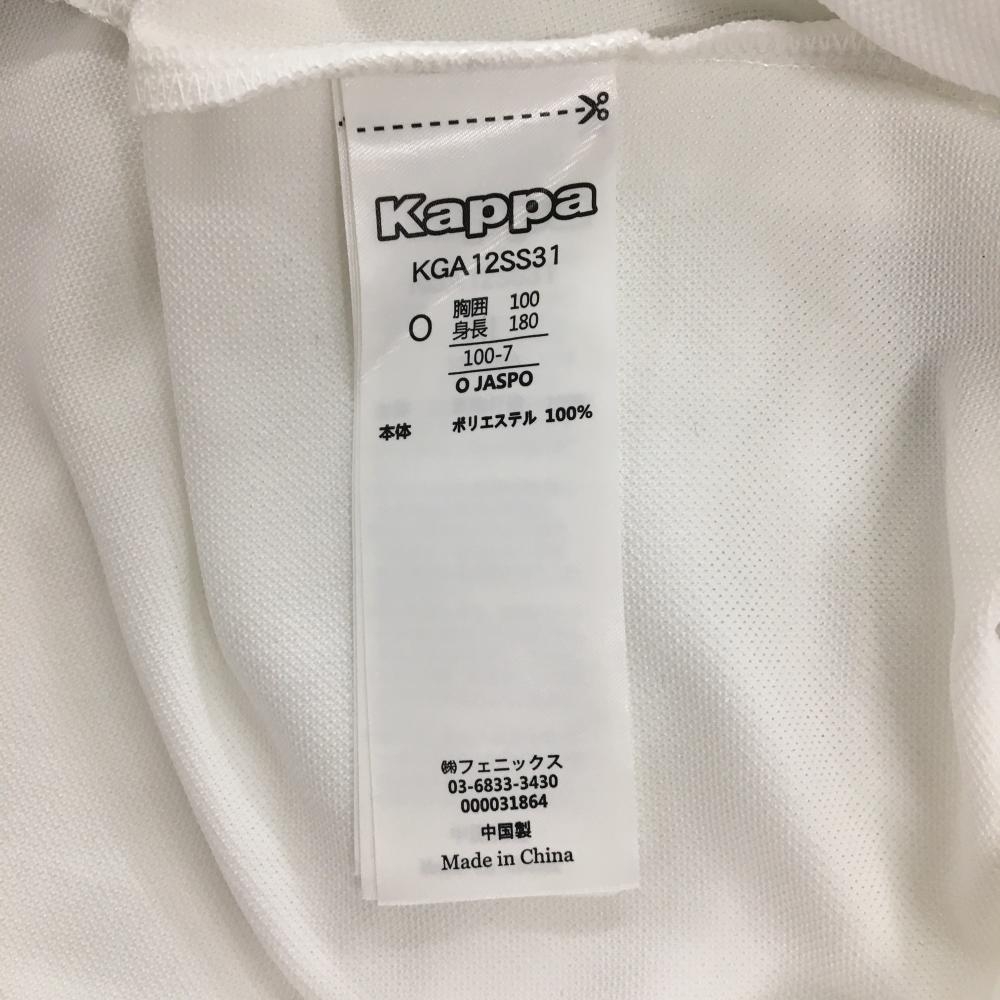 Kappa
KGA12SS31
O 胸囲 100
身長 180
100-7
O JASPO
本体 ポリエステル 100%
㈱フェニックス
03-6833-3430
000031864
中国製
Made in China